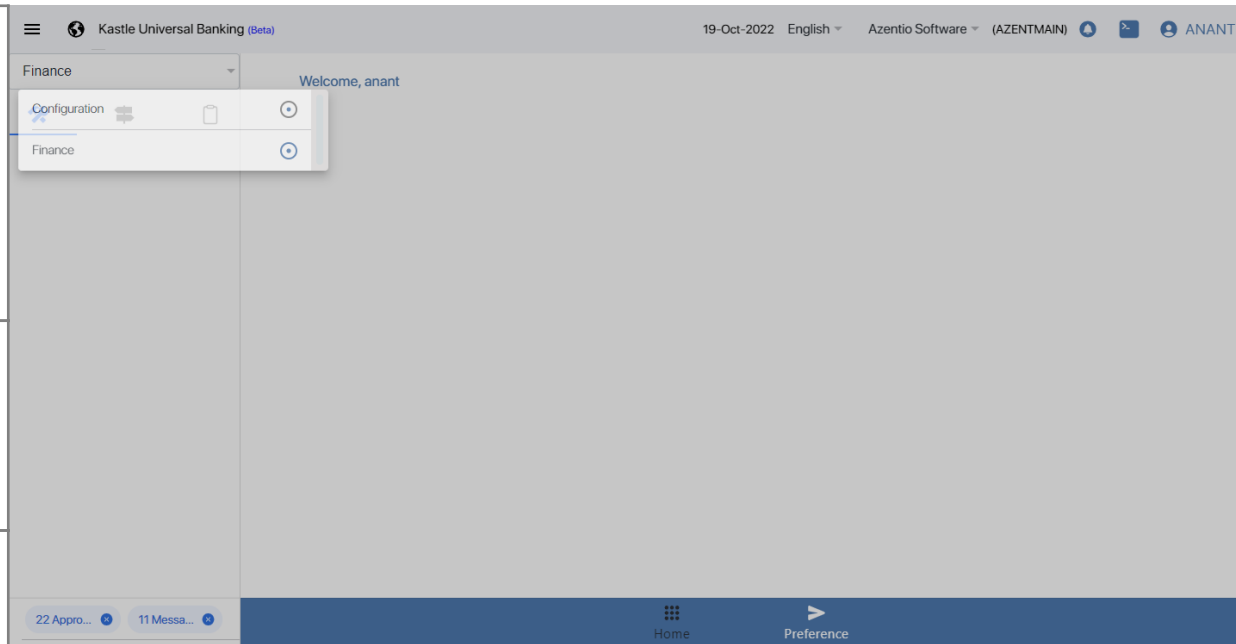 Kastle Universal Banking (Beta) 19-Oct-2022 English Azentio Software (AZENTMAIN) ANANT
Finance
Welcome, anant
Configuration
Finance
22 Appro... 11 Messa...
Home Preference